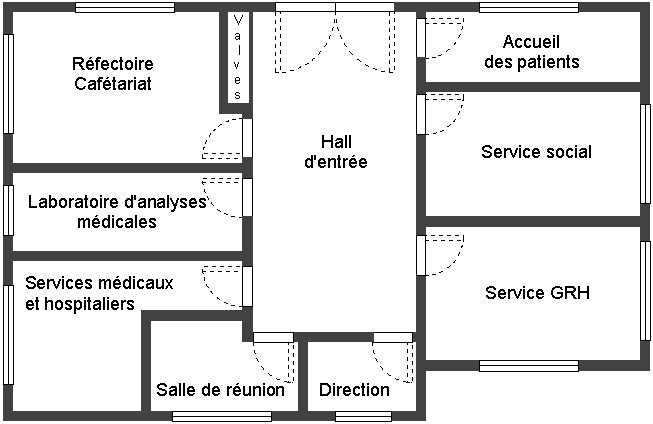 Réfectoire
Cafétariat
Valves
Hall
d'entrée
Accueil
des patients
Service social
Laboratoire d'analyses
médicales
Services médicaux
et hospitaliers
Service GRH
Salle de réunion
Direction